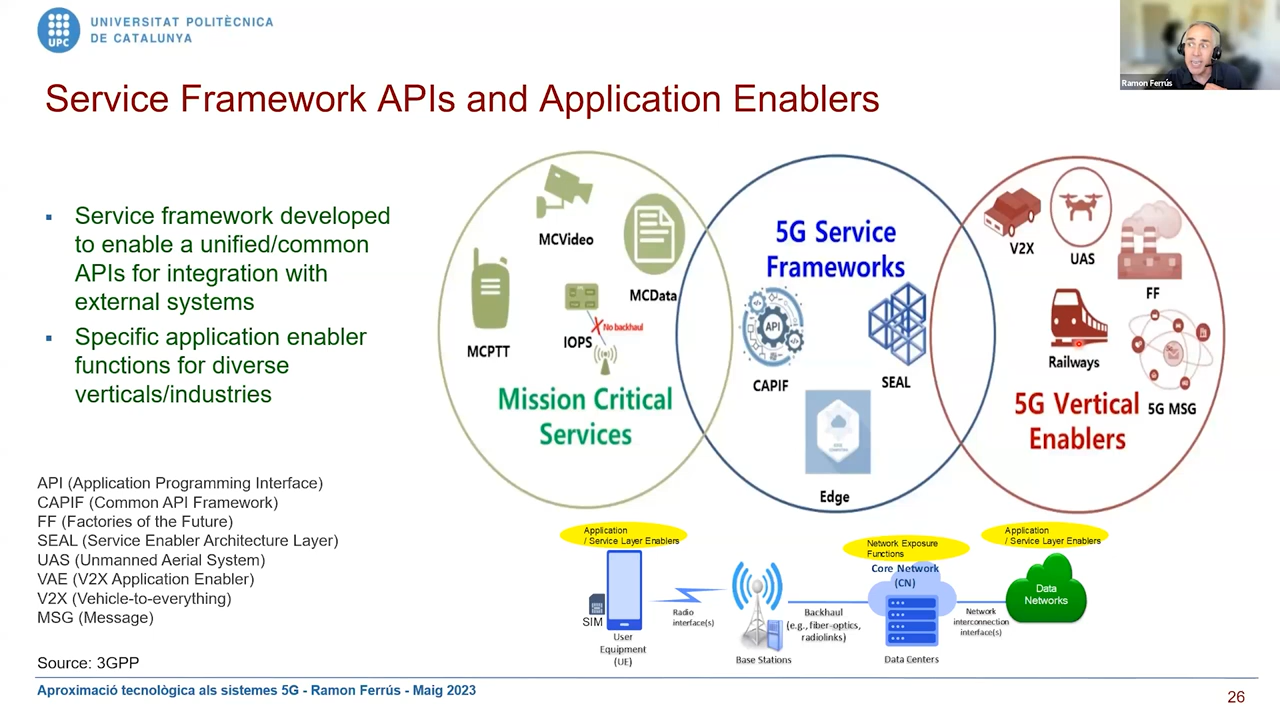 UNIVERSITAT POLITÈCNICA
DE CATALUNYA
UPC
Ramon Ferrús
Service Framework APIs and Application Enablers
Service framework developed
to enable a unified/common
APIs for integration with
external systems
Specific application enabler
functions for diverse
verticals/industries
MCVideo
MCData
MCPTT
IOPS
No backhaul
Mission Critical
Services
5G Service
Frameworks
API
CAPIF
SEAL
Edge
V2X
UAS
FF
Railways
5G MSG
5G Vertical
Enablers
API (Application Programming Interface)
CAPIF (Common API Framework)
FF (Factories of the Future)
SEAL (Service Enabler Architecture Layer)
UAS (Unmanned Aerial System)
VAE (V2X Application Enabler)
V2X (Vehicle-to-everything)
MSG (Message)
Source: 3GPP
Application
/ Service Layer Enablers
SIM
User
Equipment
(UE)
Radio
interface(s)
Base Stations
Backhaul
(e.g., fiber-optics,
radiolinks)
Network Exposure
Functions
Core Network
(CN)
Data Centers
Network
interconnection
interface(s)
Application
/ Service Layer Enablers
Data
Networks
Aproximació tecnològica als sistemes 5G - Ramon Ferrús - Maig 2023
26